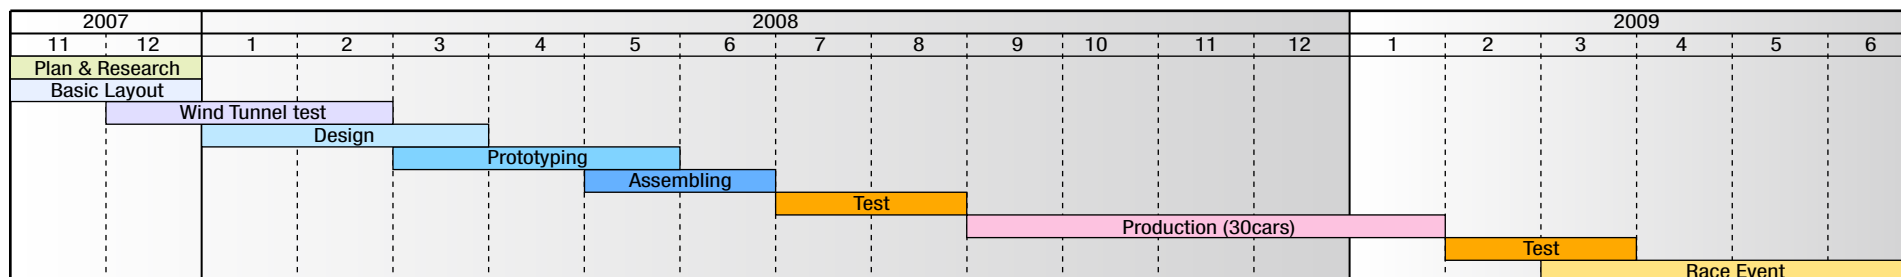 2007 2008 2009
11 12 1 2 3 4 5 6 7 8 9 10 11 12 1 2 3 4 5 6
Plan & Research
Basic Layout
Wind Tunnel test
Design
Prototyping
Assembling
Test
Production (30cars)
Test
Race Event